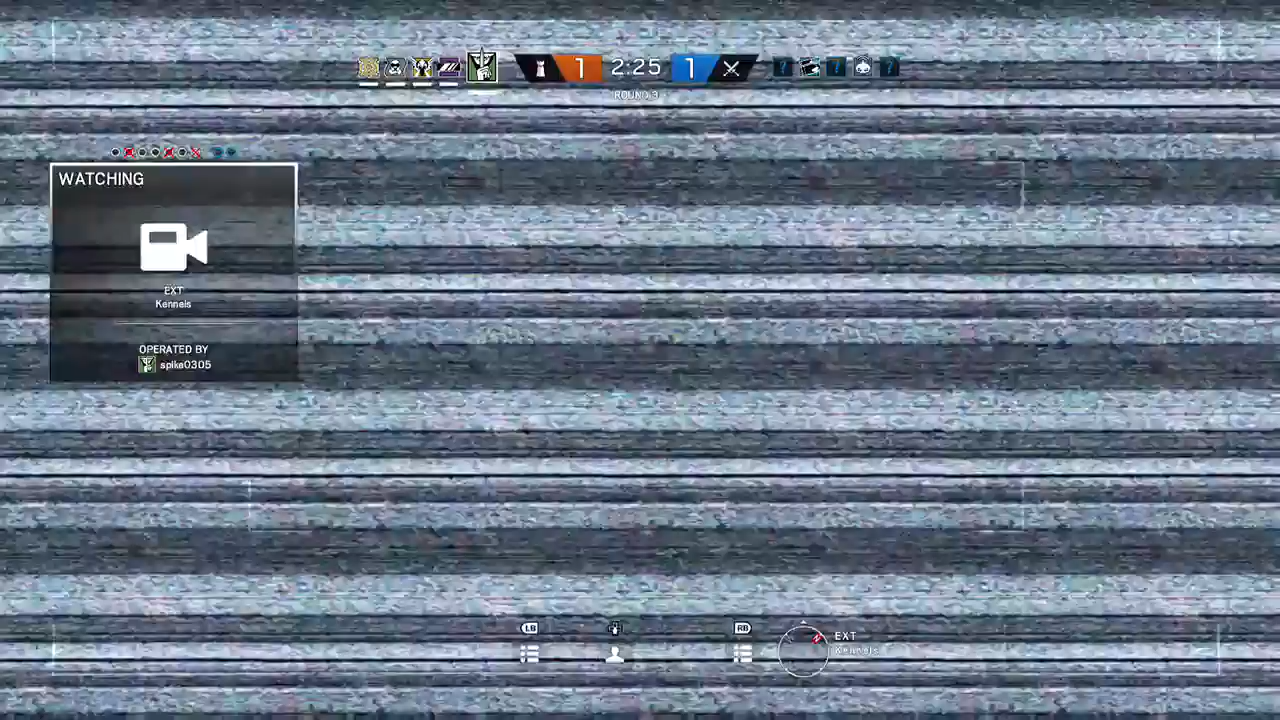 1 2:25 1
ROUND 3
? ? ?
WATCHING
EXT
Kennels
OPERATED BY
spike0305
LB RB
EXT
Kennels